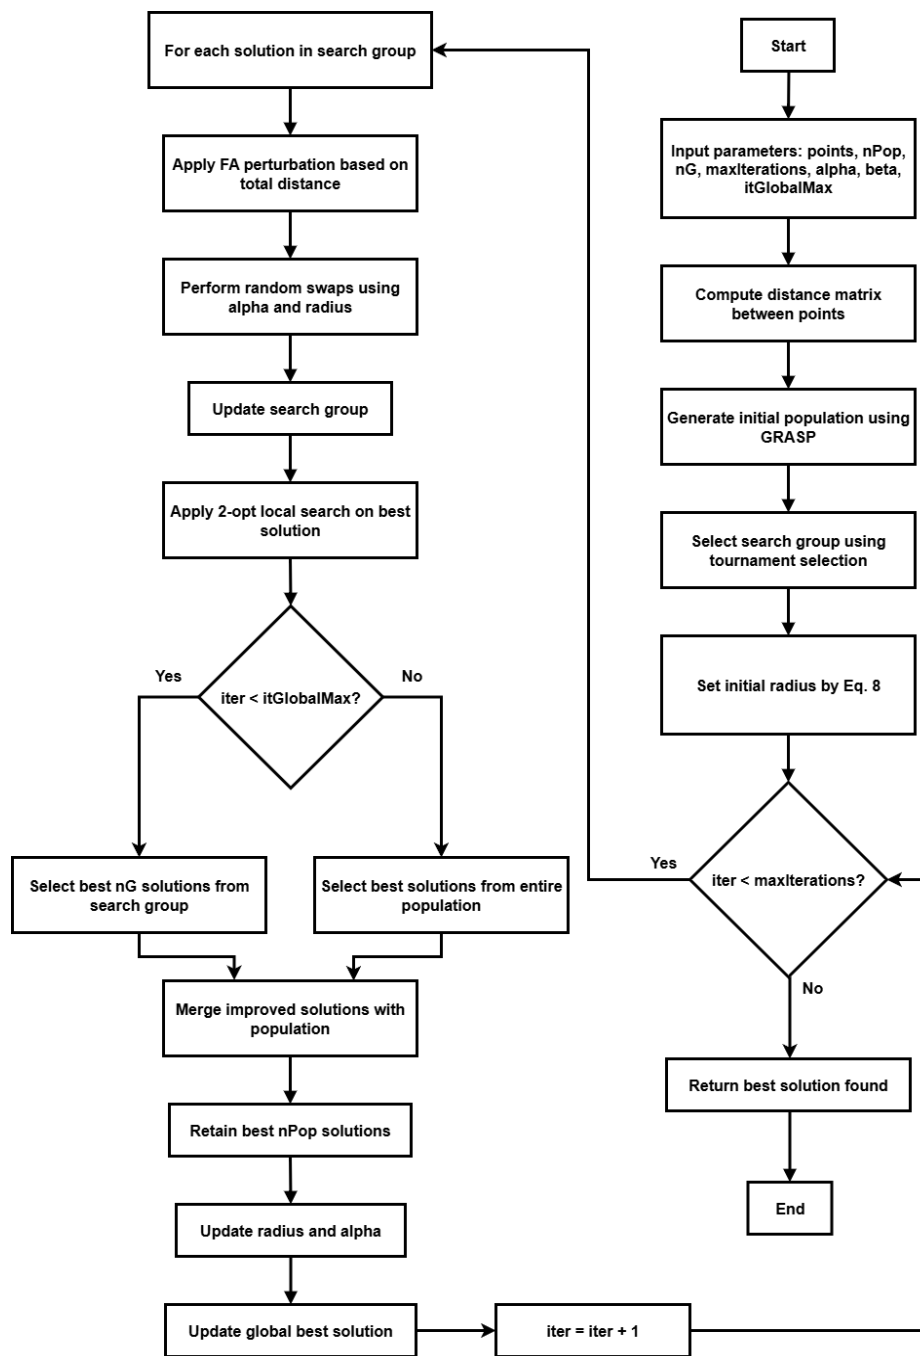 Start
Input parameters: points, nPop,
nG, maxIterations, alpha, beta,
itGlobalMax
Compute distance matrix
between points
Generate initial population using
GRASP
Select search group using
tournament selection
Set initial radius by Eq. 8
iter < maxIterations?
Yes
No
Return best solution found
End
For each solution in search group
Apply FA perturbation based on
total distance
Perform random swaps using
alpha and radius
Update search group
Apply 2-opt local search on best
solution
iter < itGlobalMax?
Yes
No
Select best nG solutions from
search group
Select best solutions from entire
population
Merge improved solutions with
population
Retain best nPop solutions
Update radius and alpha
Update global best solution
iter = iter + 1